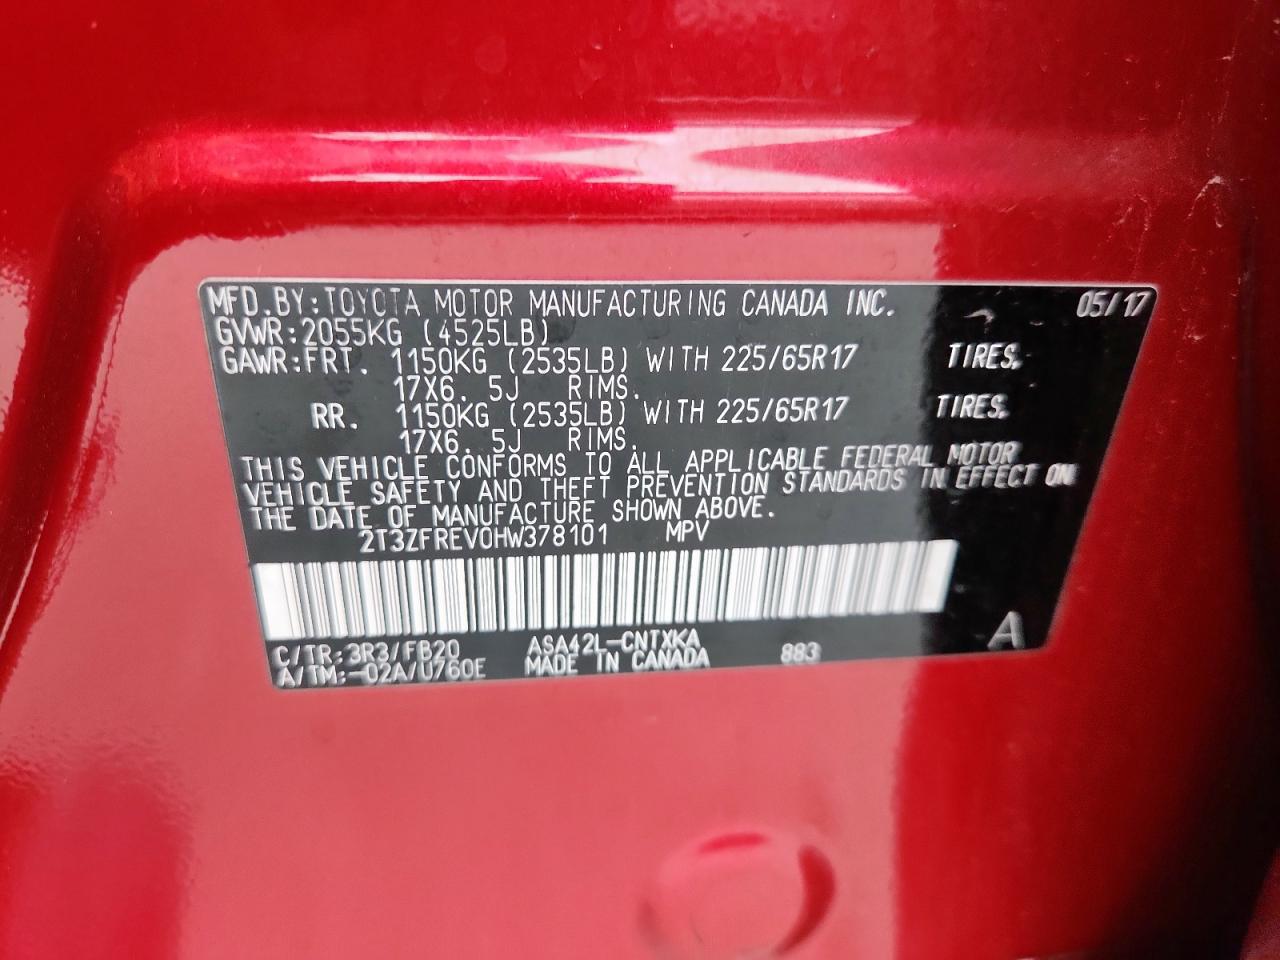 MFD.BY:TOYOTA MOTOR MANUFACTURING CANADA INC. 05/17
GVWR:2055KG (4525LB)
GAWR:FRT. 1150KG (2535LB) WITH 225/65R17 TIRES,
17X6. 5J RIMS.
RR. 1150KG (2535LB) WITH 225/65R17 TIRES,
17X6. 5J RIMS.
THIS VEHICLE CONFORMS TO ALL APPLICABLE FEDERAL MOTOR
VEHICLE SAFETY AND THEFT PREVENTION STANDARDS IN EFFECT ON
THE DATE OF MANUFACTURE SHOWN ABOVE.
2T3ZFREV0HW378101 MPV
C/TR:3R3/FB20 ASA42L-CNTXKA 883 A
A/TM:-02A/U760E MADE IN CANADA